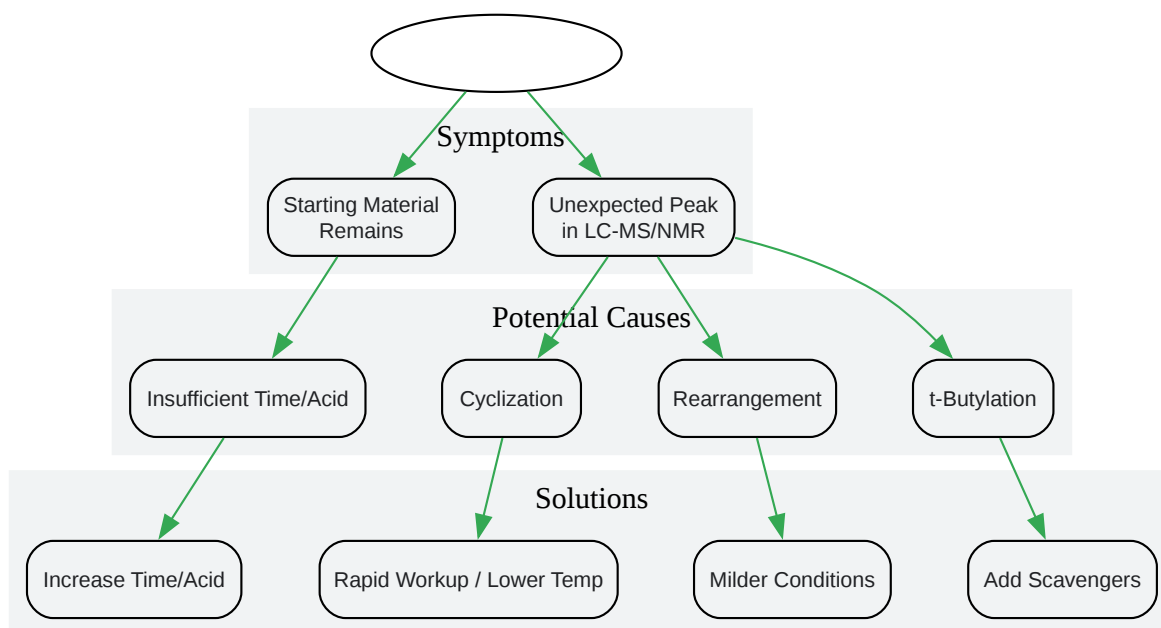 Symptoms
Starting Material
Remains
Unexpected Peak
in LC-MS/NMR
Potential Causes
Insufficient Time/Acid
Cyclization
Rearrangement
t-Butylation
Solutions
Increase Time/Acid
Rapid Workup / Lower Temp
Milder Conditions
Add Scavengers